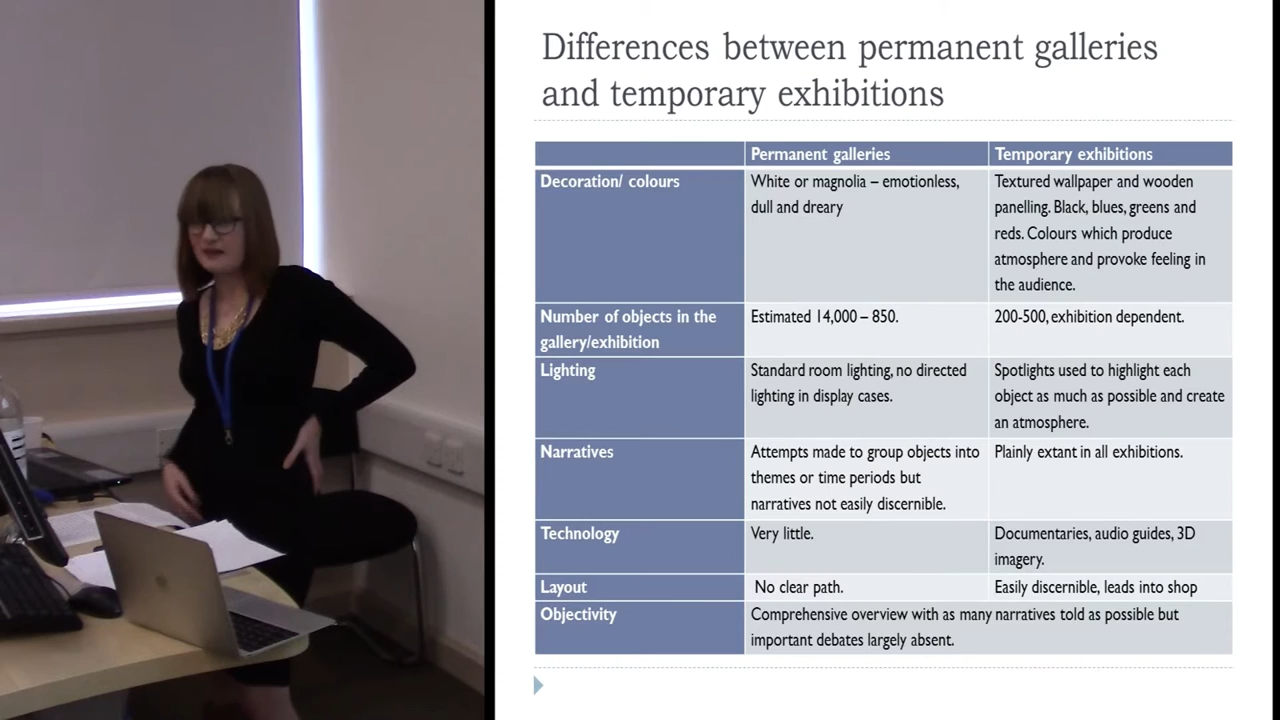 Differences between permanent galleries
and temporary exhibitions
Permanent galleries
Temporary exhibitions
Decoration/ colours
White or magnolia – emotionless,
dull and dreary
Textured wallpaper and wooden
panelling. Black, blues, greens and
reds. Colours which produce
atmosphere and provoke feeling in
the audience.
Number of objects in the
gallery/exhibition
Estimated 14,000 – 850.
200-500, exhibition dependent.
Lighting
Standard room lighting, no directed
lighting in display cases.
Spotlights used to highlight each
object as much as possible and create
an atmosphere.
Narratives
Attempts made to group objects into
themes or time periods but
narratives not easily discernible.
Plainly extant in all exhibitions.
Technology
Very little.
Documentaries, audio guides, 3D
imagery.
Layout
No clear path.
Easily discernible, leads into shop
Objectivity
Comprehensive overview with as many narratives told as possible but
important debates largely absent.